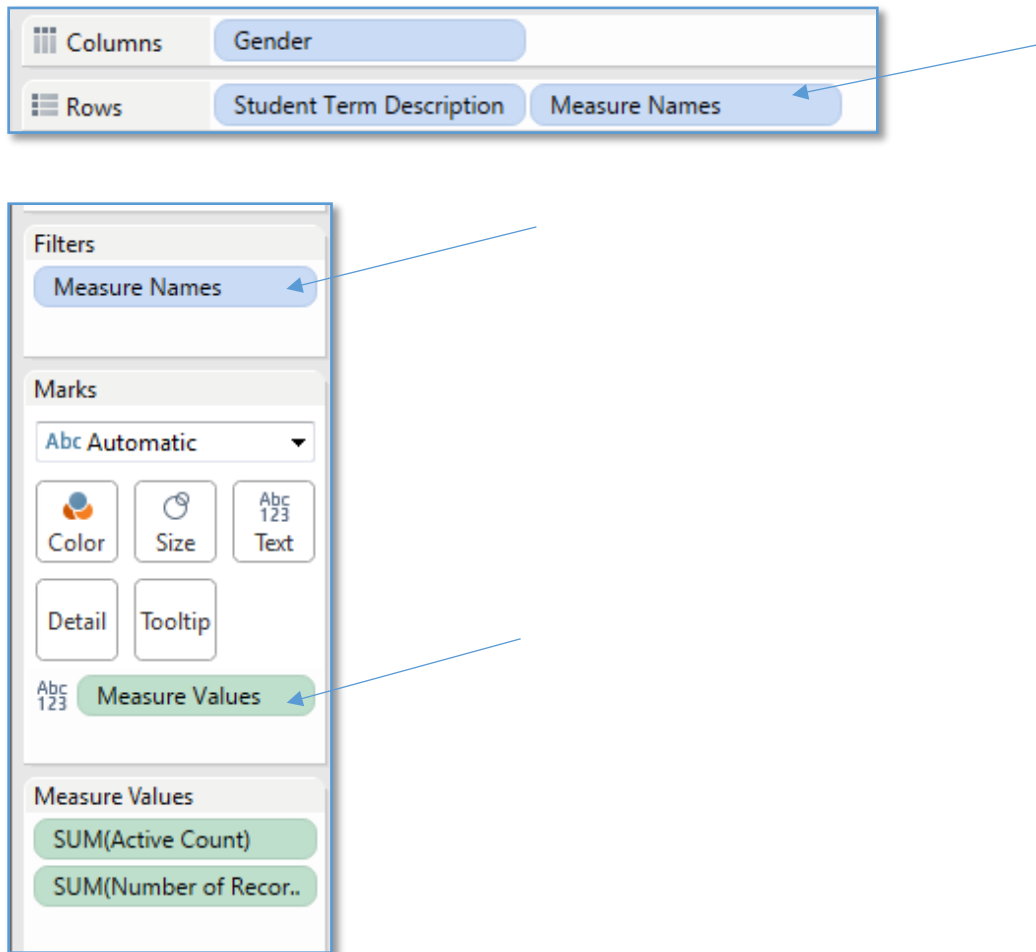 Columns Gender
Rows Student Term Description Measure Names
Filters
Measure Names
Marks
Abc Automatic
Abc
123
Color Size Text
Detail Tooltip
Abc
123 Measure Values
Measure Values
SUM(Active Count)
SUM(Number of Recor..